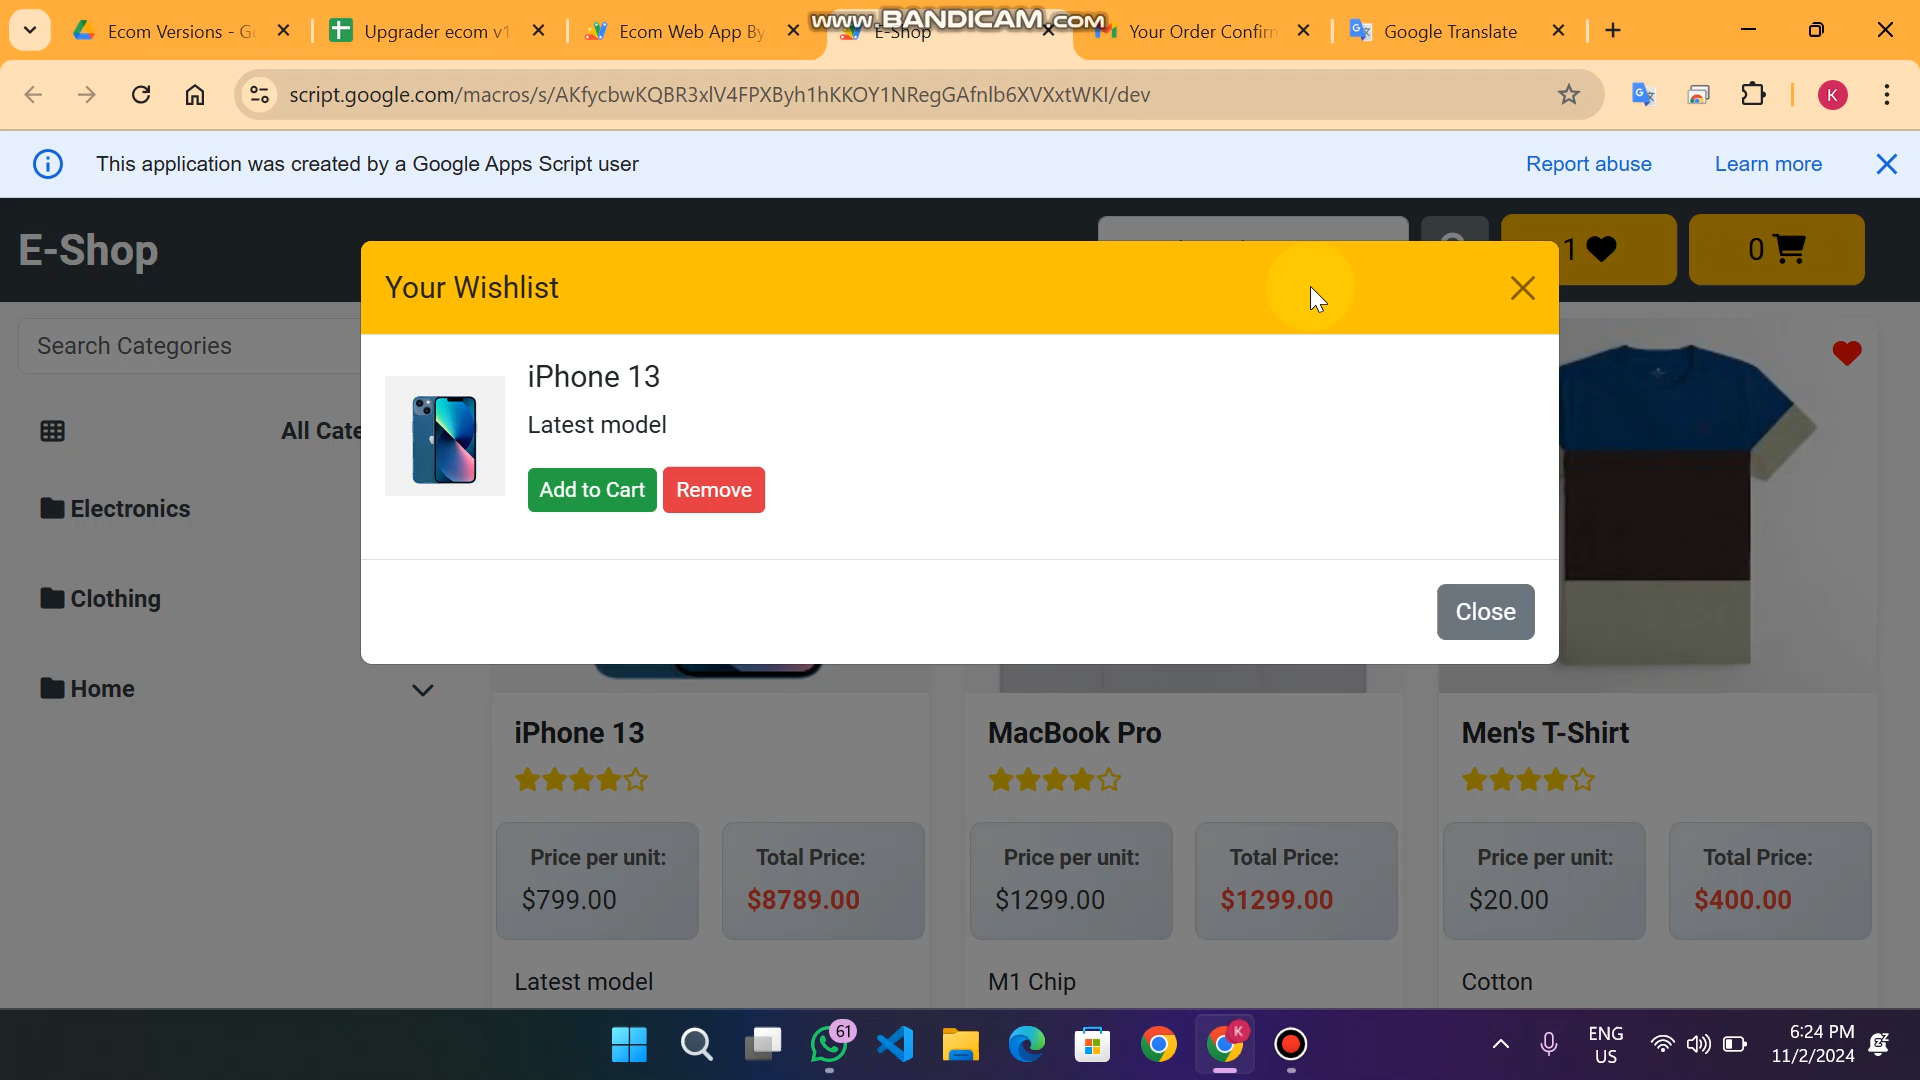 www.BANDICAM.com
Ecom Versions - Go
Upgrader ecom v1
Ecom Web App By
E-Shop
Your Order Confirm
Google Translate
script.google.com/macros/s/AKfycbwKQBR3xlV4FPXByh1hKKOY1NRegGAfnlb6XVXxtWKI/dev
K
This application was created by a Google Apps Script user
Report abuse
Learn more
E-Shop
1
0
Your Wishlist
Search Categories
iPhone 13
Latest model
All Cate
Add to Cart
Remove
Electronics
Clothing
Close
Home
iPhone 13
MacBook Pro
Men's T-Shirt
Price per unit:
Total Price:
Price per unit:
Total Price:
Price per unit:
Total Price:
$799.00
$8789.00
$1299.00
$1299.00
$20.00
$400.00
Latest model
M1 Chip
Cotton
61
K
ENG
US
6:24 PM
11/2/2024